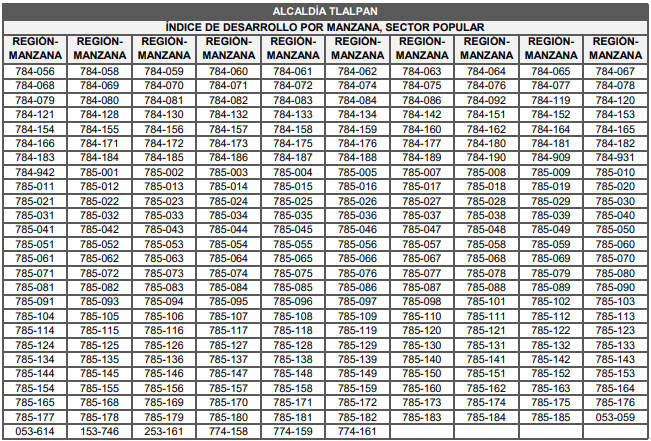 ALCALDÍA TLALPAN
ÍNDICE DE DESARROLLO POR MANZANA, SECTOR POPULAR
REGIÓN- REGIÓN- REGIÓN- REGIÓN- REGIÓN- REGIÓN- REGIÓN- REGIÓN- REGIÓN- REGIÓN-
MANZANA MANZANA MANZANA MANZANA MANZANA MANZANA MANZANA MANZANA MANZANA MANZANA
784-056 784-058 784-059 784-060 784-061 784-062 784-063 784-064 784-065 784-067
784-068 784-069 784-070 784-071 784-072 784-074 784-075 784-076 784-077 784-078
784-079 784-080 784-081 784-082 784-083 784-084 784-086 784-092 784-119 784-120
784-121 784-128 784-130 784-132 784-133 784-134 784-142 784-151 784-152 784-153
784-154 784-155 784-156 784-157 784-158 784-159 784-160 784-162 784-164 784-165
784-166 784-171 784-172 784-173 784-175 784-176 784-177 784-180 784-181 784-182
784-183 784-184 784-185 784-186 784-187 784-188 784-189 784-190 784-909 784-931
784-942 785-001 785-002 785-003 785-004 785-005 785-007 785-008 785-009 785-010
785-011 785-012 785-013 785-014 785-015 785-016 785-017 785-018 785-019 785-020
785-021 785-022 785-023 785-024 785-025 785-026 785-027 785-028 785-029 785-030
785-031 785-032 785-033 785-034 785-035 785-036 785-037 785-038 785-039 785-040
785-041 785-042 785-043 785-044 785-045 785-046 785-047 785-048 785-049 785-050
785-051 785-052 785-053 785-054 785-055 785-056 785-057 785-058 785-059 785-060
785-061 785-062 785-063 785-064 785-065 785-066 785-067 785-068 785-069 785-070
785-071 785-072 785-073 785-074 785-075 785-076 785-077 785-078 785-079 785-080
785-081 785-082 785-083 785-084 785-085 785-086 785-087 785-088 785-089 785-090
785-091 785-093 785-094 785-095 785-096 785-097 785-098 785-101 785-102 785-103
785-104 785-105 785-106 785-107 785-108 785-109 785-110 785-111 785-112 785-113
785-114 785-115 785-116 785-117 785-118 785-119 785-120 785-121 785-122 785-123
785-124 785-125 785-126 785-127 785-128 785-129 785-130 785-131 785-132 785-133
785-134 785-135 785-136 785-137 785-138 785-139 785-140 785-141 785-142 785-143
785-144 785-145 785-146 785-147 785-148 785-149 785-150 785-151 785-152 785-153
785-154 785-155 785-156 785-157 785-158 785-159 785-160 785-162 785-163 785-164
785-165 785-168 785-169 785-170 785-171 785-172 785-173 785-174 785-175 785-176
785-177 785-178 785-179 785-180 785-181 785-182 785-183 785-184 785-185 053-059
053-614 153-746 253-161 774-158 774-159 774-161